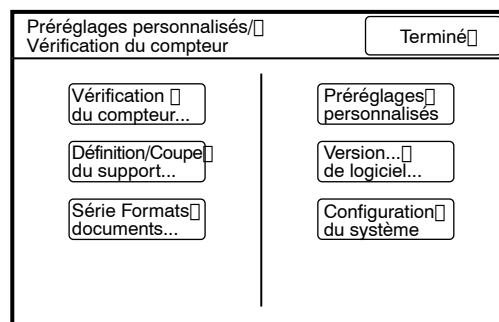 Préréglages personnalisés/
Vérification du compteur
Terminé
Vérification
du compteur...
Définition/Coupe
du support...
Série Formats
documents...
Préréglages
personnalisés
Version...
de logiciel...
Configuration
du système